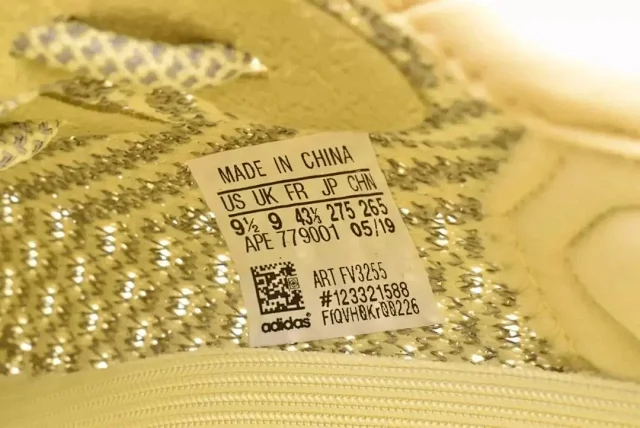 MADE IN CHINA
US UK FR JP CHN
9½ 9 43⅓ 275 265
APE 779001 05/19
ART FV3255
#123321588
FfQVH0Kr00226
adidas